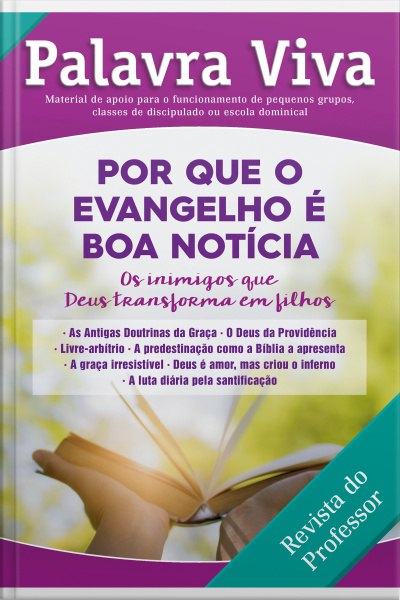 Palavra Viva
Material de apoio para o funcionamento de pequenos grupos,
classes de discipulado ou escola dominical
POR QUE O
EVANGELHO É
BOA NOTÍCIA
Os inimigos que
Deus transforma em filhos
· As Antigas Doutrinas da Graça · O Deus da Providência
· Livre-arbítrio · A predestinação como a Bíblia a apresenta
· A graça irresistível · Deus é amor, mas criou o inferno
· A luta diária pela santificação
Revista do
Professor